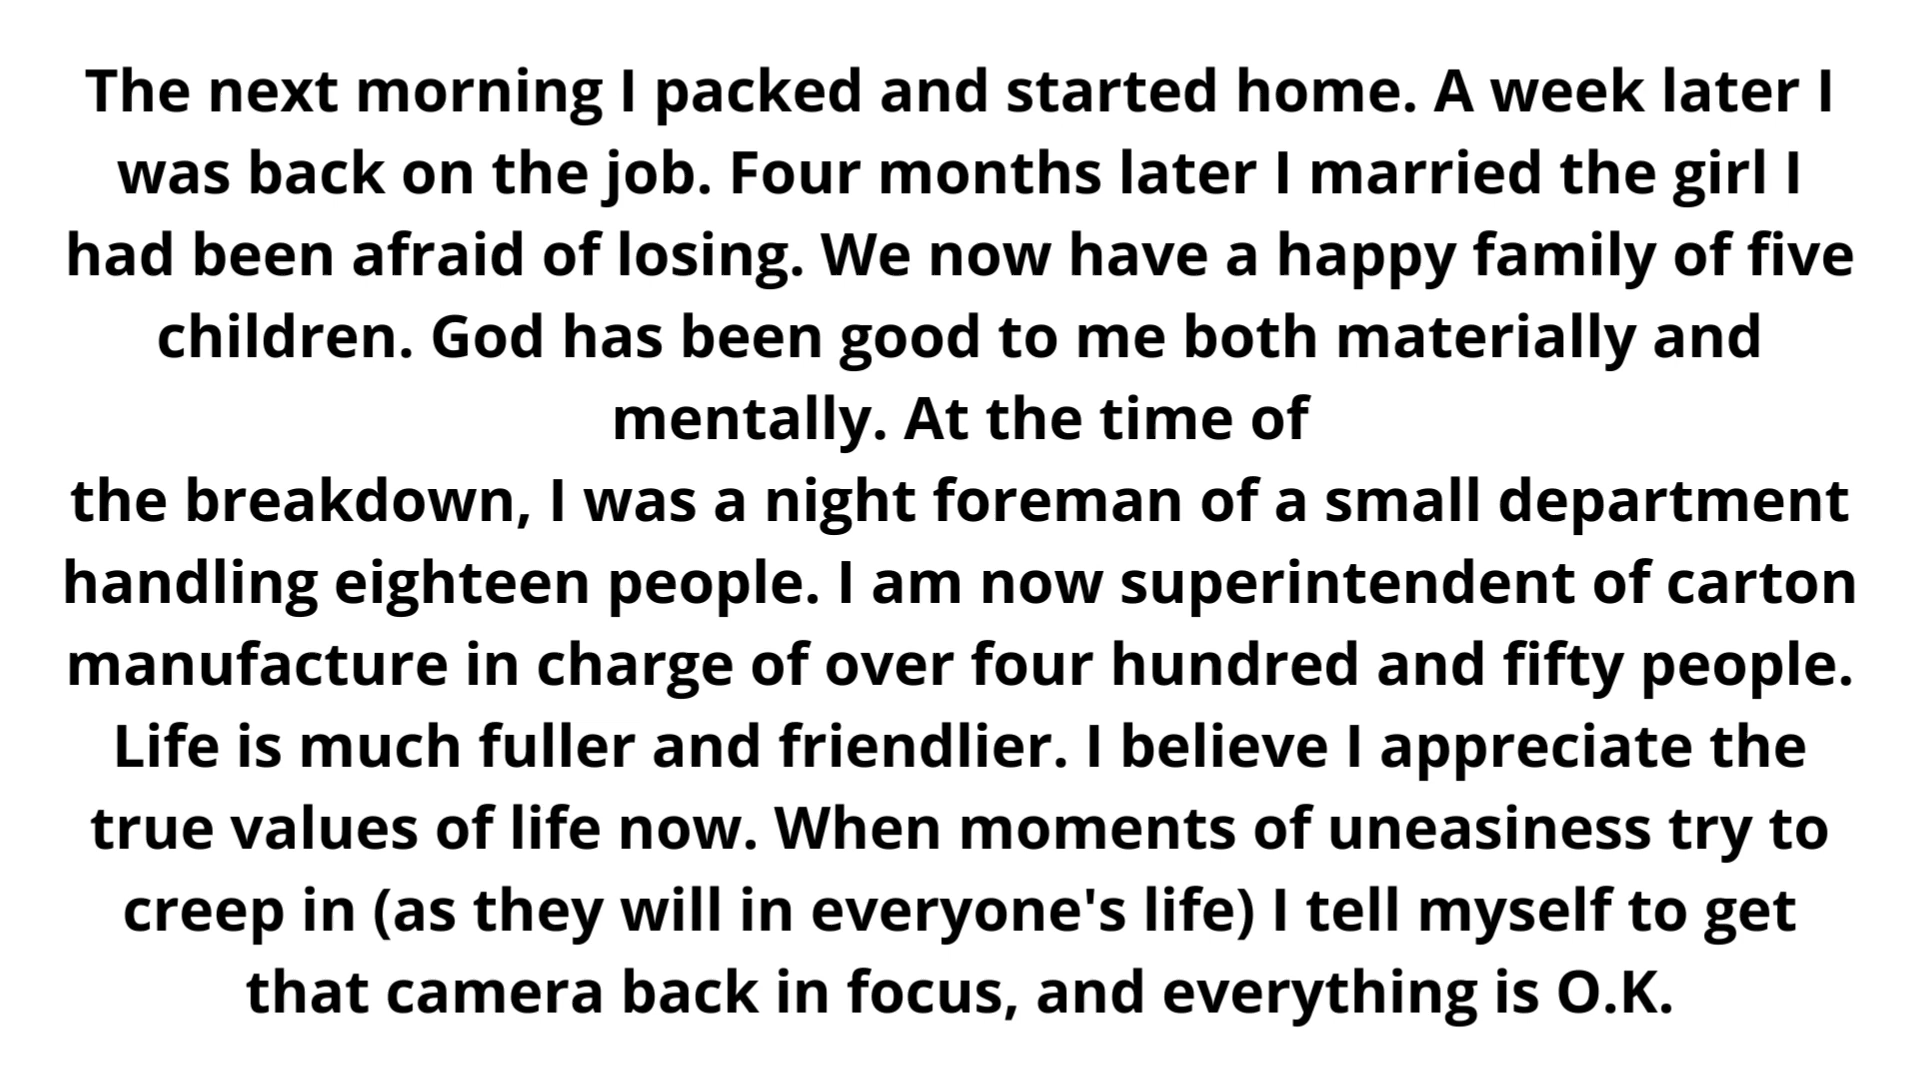 The next morning I packed and started home. A week later I
was back on the job. Four months later I married the girl I
had been afraid of losing. We now have a happy family of five
children. God has been good to me both materially and
mentally. At the time of
the breakdown, I was a night foreman of a small department
handling eighteen people. I am now superintendent of carton
manufacture in charge of over four hundred and fifty people.
Life is much fuller and friendlier. I believe I appreciate the
true values of life now. When moments of uneasiness try to
creep in (as they will in everyone's life) I tell myself to get
that camera back in focus, and everything is O.K.